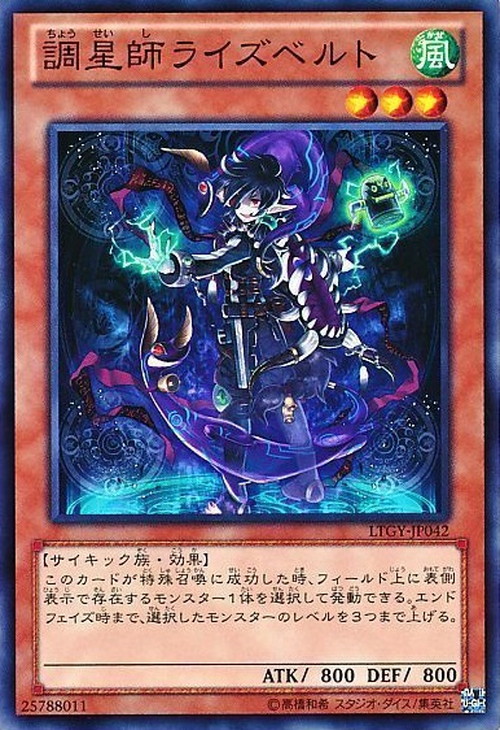 調星師ライズベルト
風
LTGY-JP042
【サイキック族・効果】
このカードが特殊召喚に成功した時、フィールド上に表側
表示で存在するモンスター1体を選択して発動できる。エンド
フェイズ時まで、選択したモンスターのレベルを3つまで上げる。
ATK/ 800 DEF/ 800
25788011
©高橋和希 スタジオ・ダイス/集英社